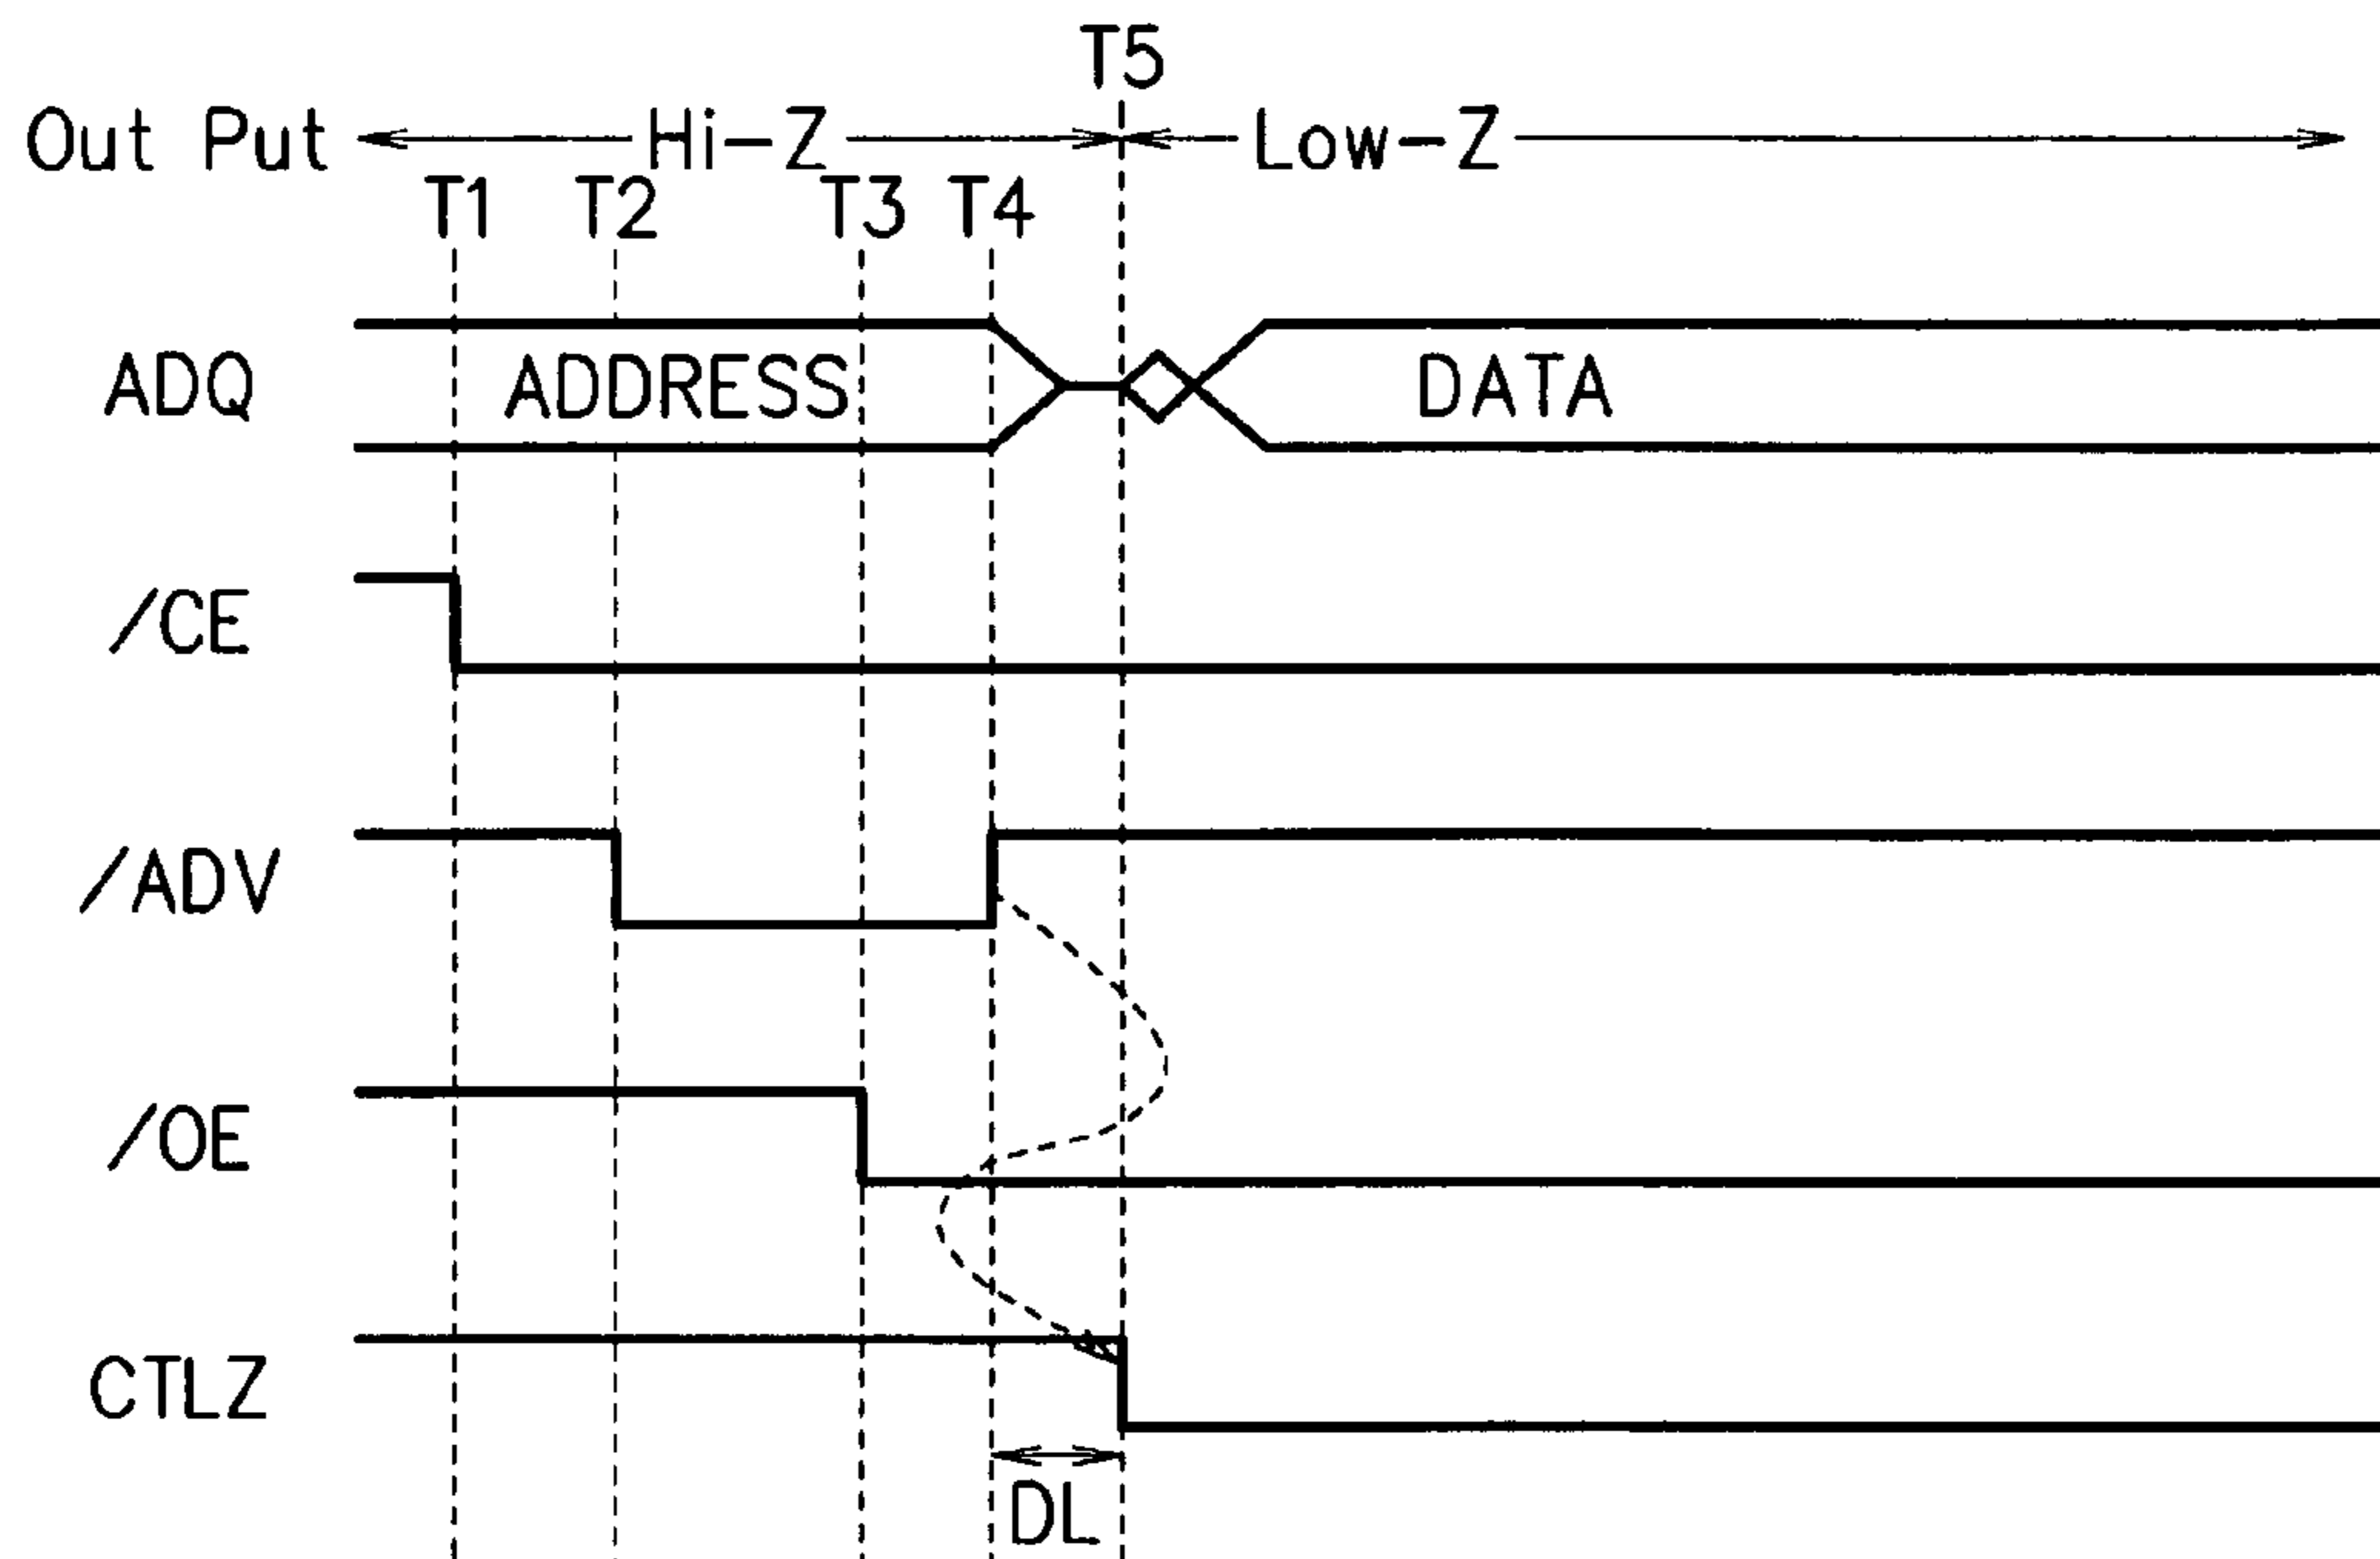 T5
Out Put Hi-Z Low-Z
T1 T2 T3 T4
ADQ ADDRESS DATA
/CE
/ADV
/OE
CTLZ
DL